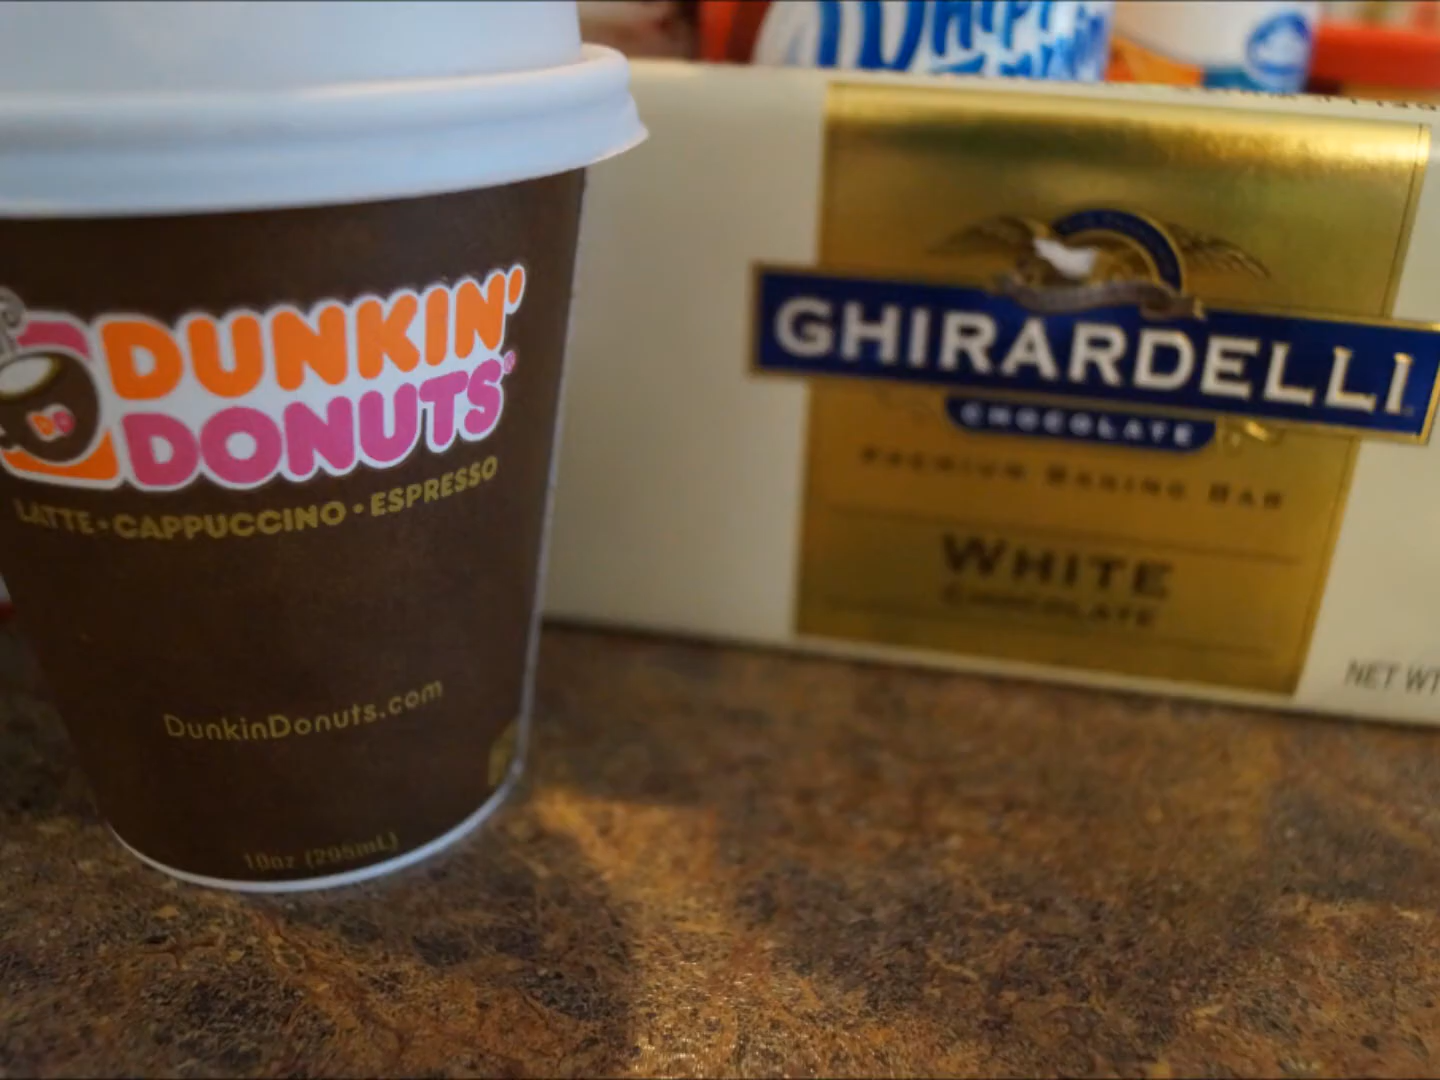 DUNKIN'
DONUTS®
LATTE • CAPPUCCINO • ESPRESSO
DunkinDonuts.com
10oz (295mL)
GHIRARDELLI
CHOCOLATE
PREMIUM BAKING BAR
WHITE
CHOCOLATE
NET WT